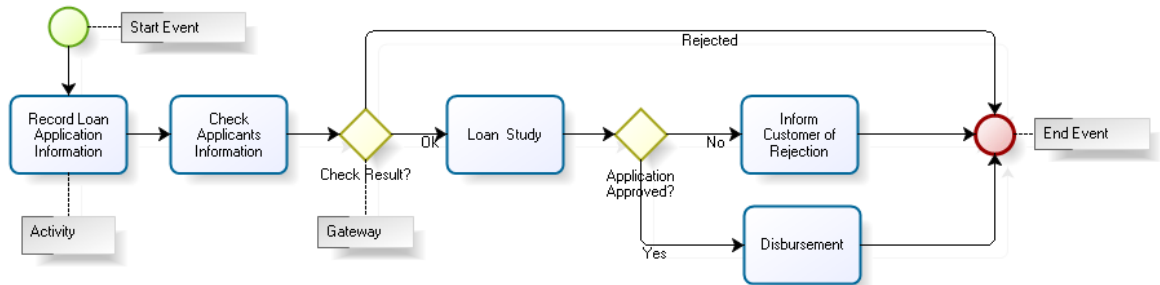 Start Event
Rejected
Record Loan
Application
Information
Check
Applicants
Information
Check Result?
OK
Loan Study
Application
Approved?
No
Inform
Customer of
Rejection
End Event
Activity
Gateway
Yes
Disbursement